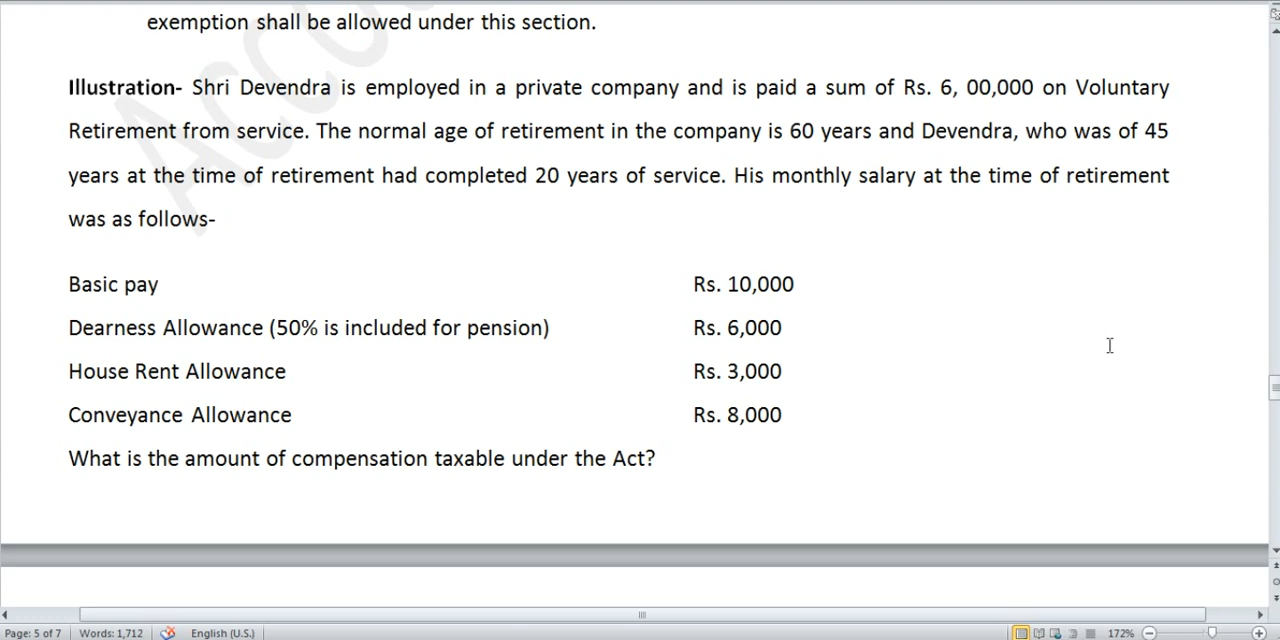 exemption shall be allowed under this section.
Illustration- Shri Devendra is employed in a private company and is paid a sum of Rs. 6, 00,000 on Voluntary
Retirement from service. The normal age of retirement in the company is 60 years and Devendra, who was of 45
years at the time of retirement had completed 20 years of service. His monthly salary at the time of retirement
was as follows-
Basic pay Rs. 10,000
Dearness Allowance (50% is included for pension) Rs. 6,000
House Rent Allowance Rs. 3,000
Conveyance Allowance Rs. 8,000
What is the amount of compensation taxable under the Act?
Page: 5 of 7 Words: 1,712 English (U.S.) 172%